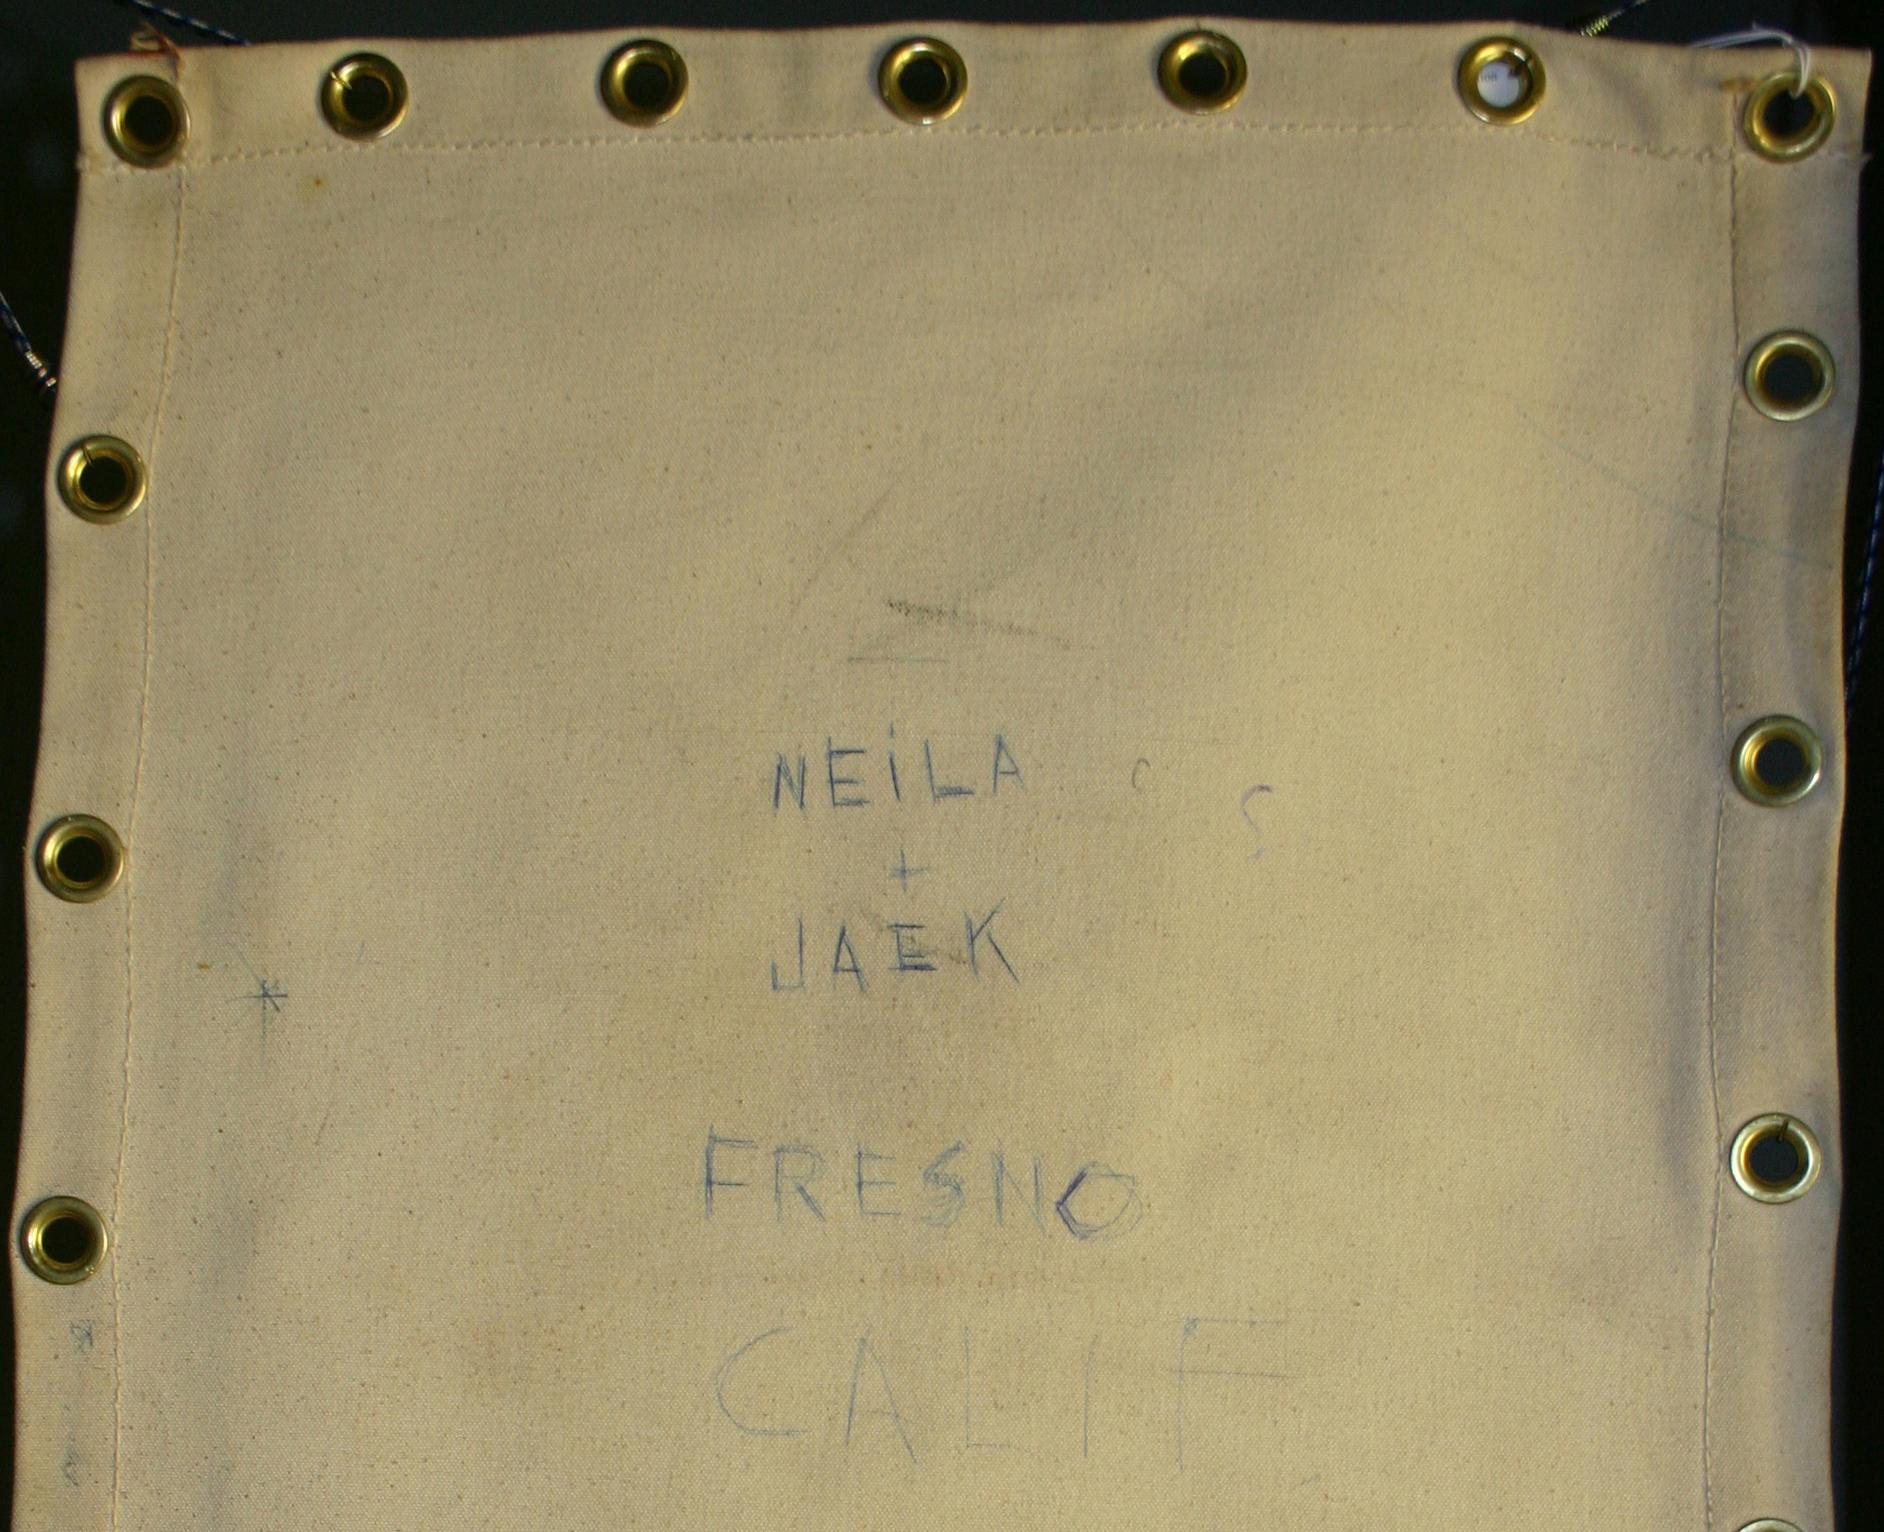 NEiLA
+
JAEK
FRESNO
CALIF